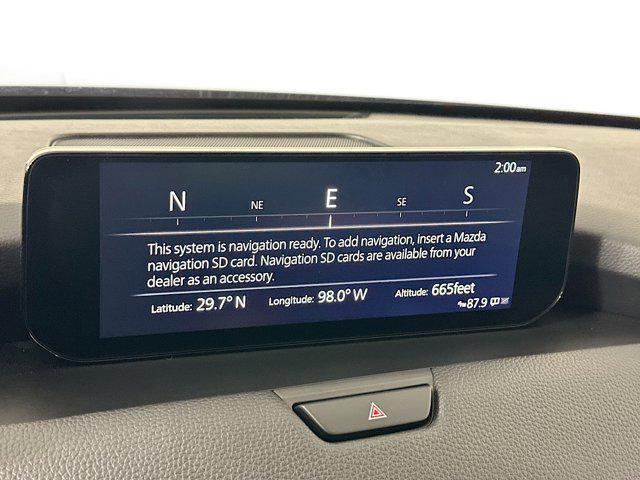 2:00am
N NE E SE S
This system is navigation ready. To add navigation, insert a Mazda
navigation SD card. Navigation SD cards are available from your
dealer as an accessory.
Latitude: 29.7° N Longitude: 98.0° W Altitude: 665feet
87.9